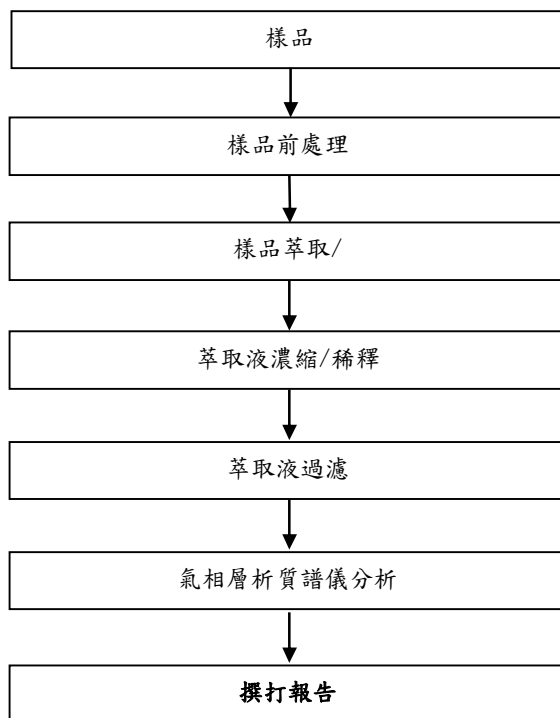 樣品
樣品前處理
樣品萃取/
萃取液濃縮/稀釋
萃取液過濾
氣相層析質譜儀分析
撰打報告